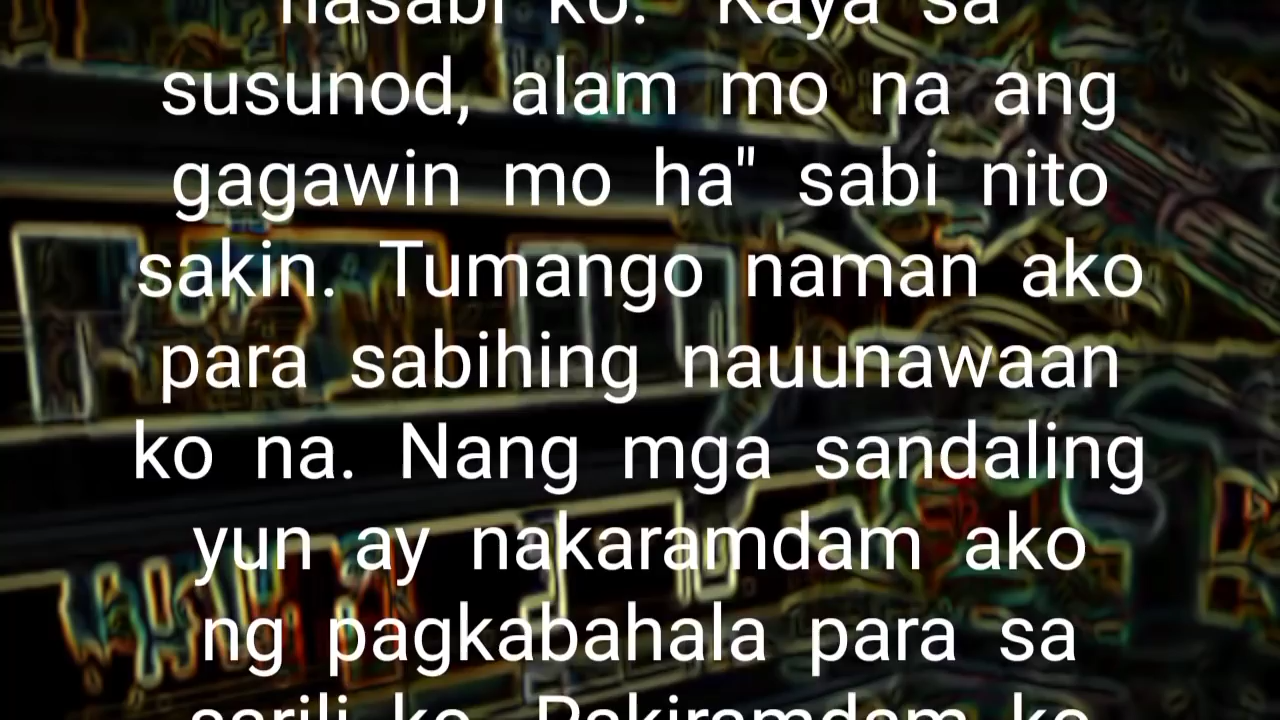 nasabi ko. "Kaya sa
susunod, alam mo na ang
gagawin mo ha" sabi nito
sakin. Tumango naman ako
para sabihing nauunawaan
ko na. Nang mga sandaling
yun ay nakaramdam ako
ng pagkabahala para sa
sarili ko. Pakiramdam ko